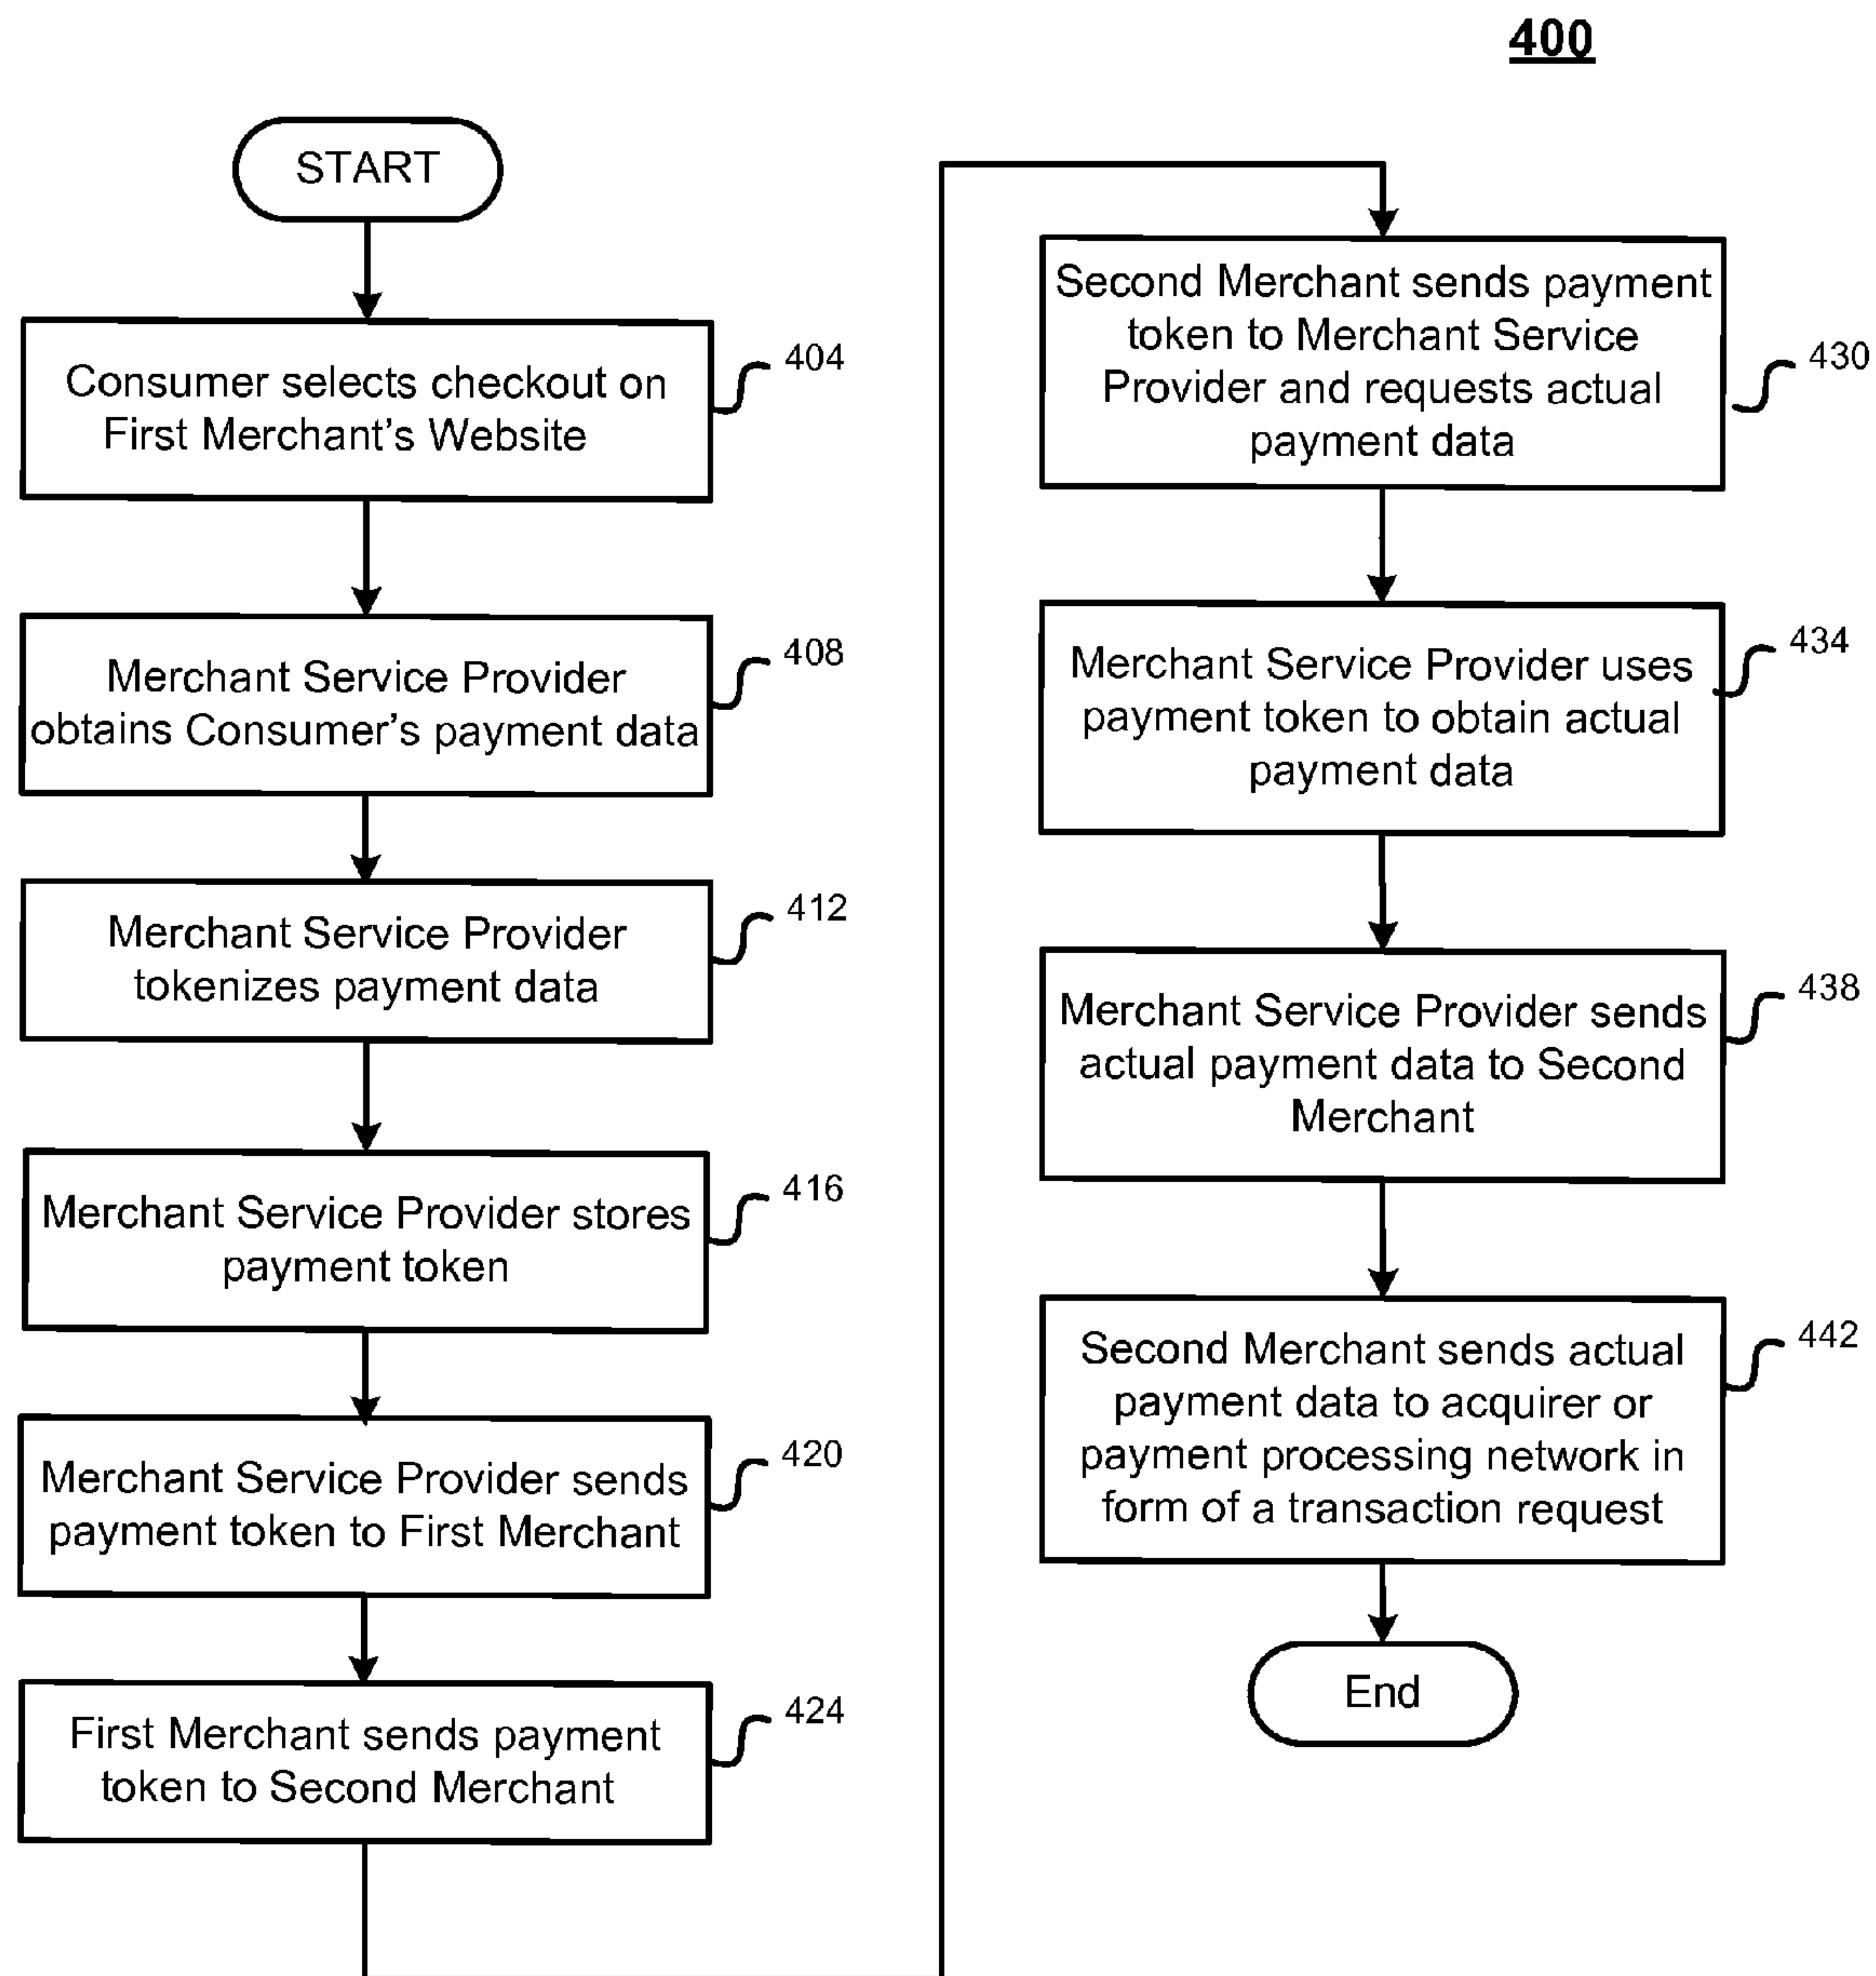 400
START
Consumer selects checkout on
First Merchant's Website
404
Merchant Service Provider
obtains Consumer's payment data
408
Merchant Service Provider
tokenizes payment data
412
Merchant Service Provider stores
payment token
416
Merchant Service Provider sends
payment token to First Merchant
420
First Merchant sends payment
token to Second Merchant
424
Second Merchant sends payment
token to Merchant Service
Provider and requests actual
payment data
430
Merchant Service Provider uses
payment token to obtain actual
payment data
434
Merchant Service Provider sends
actual payment data to Second
Merchant
438
Second Merchant sends actual
payment data to acquirer or
payment processing network in
form of a transaction request
442
End